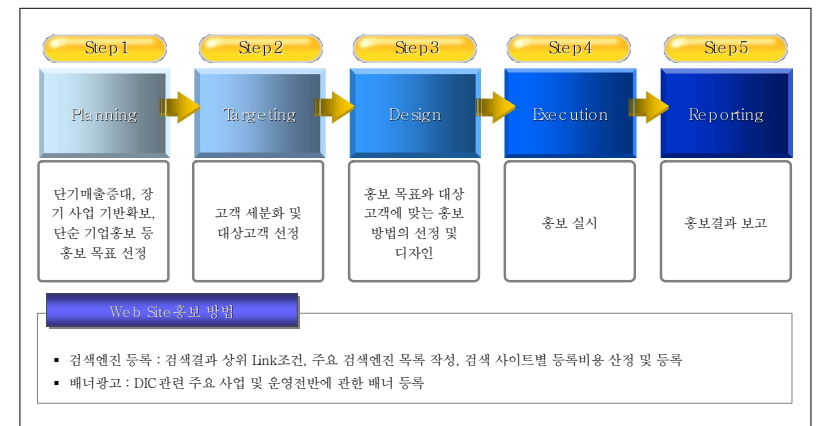 Step1
Step2
Step3
Step4
Step5
Planning
Targeting
Design
Execution
Reporting
단기매출증대, 장
기 사업 기반확보,
단순 기업홍보 등
홍보 목표 선정
고객 세분화 및
대상고객 선정
홍보 목표와 대상
고객에 맞는 홍보
방법의 선정 및
디자인
홍보 실시
홍보결과 보고
Web Site홍보 방법
▪ 검색엔진 등록 : 검색결과 상위 Link조건, 주요 검색엔진 목록 작성, 검색 사이트별 등록비용 산정 및 등록
▪ 배너광고 : DIC관련 주요 사업 및 운영전반에 관한 배너 등록